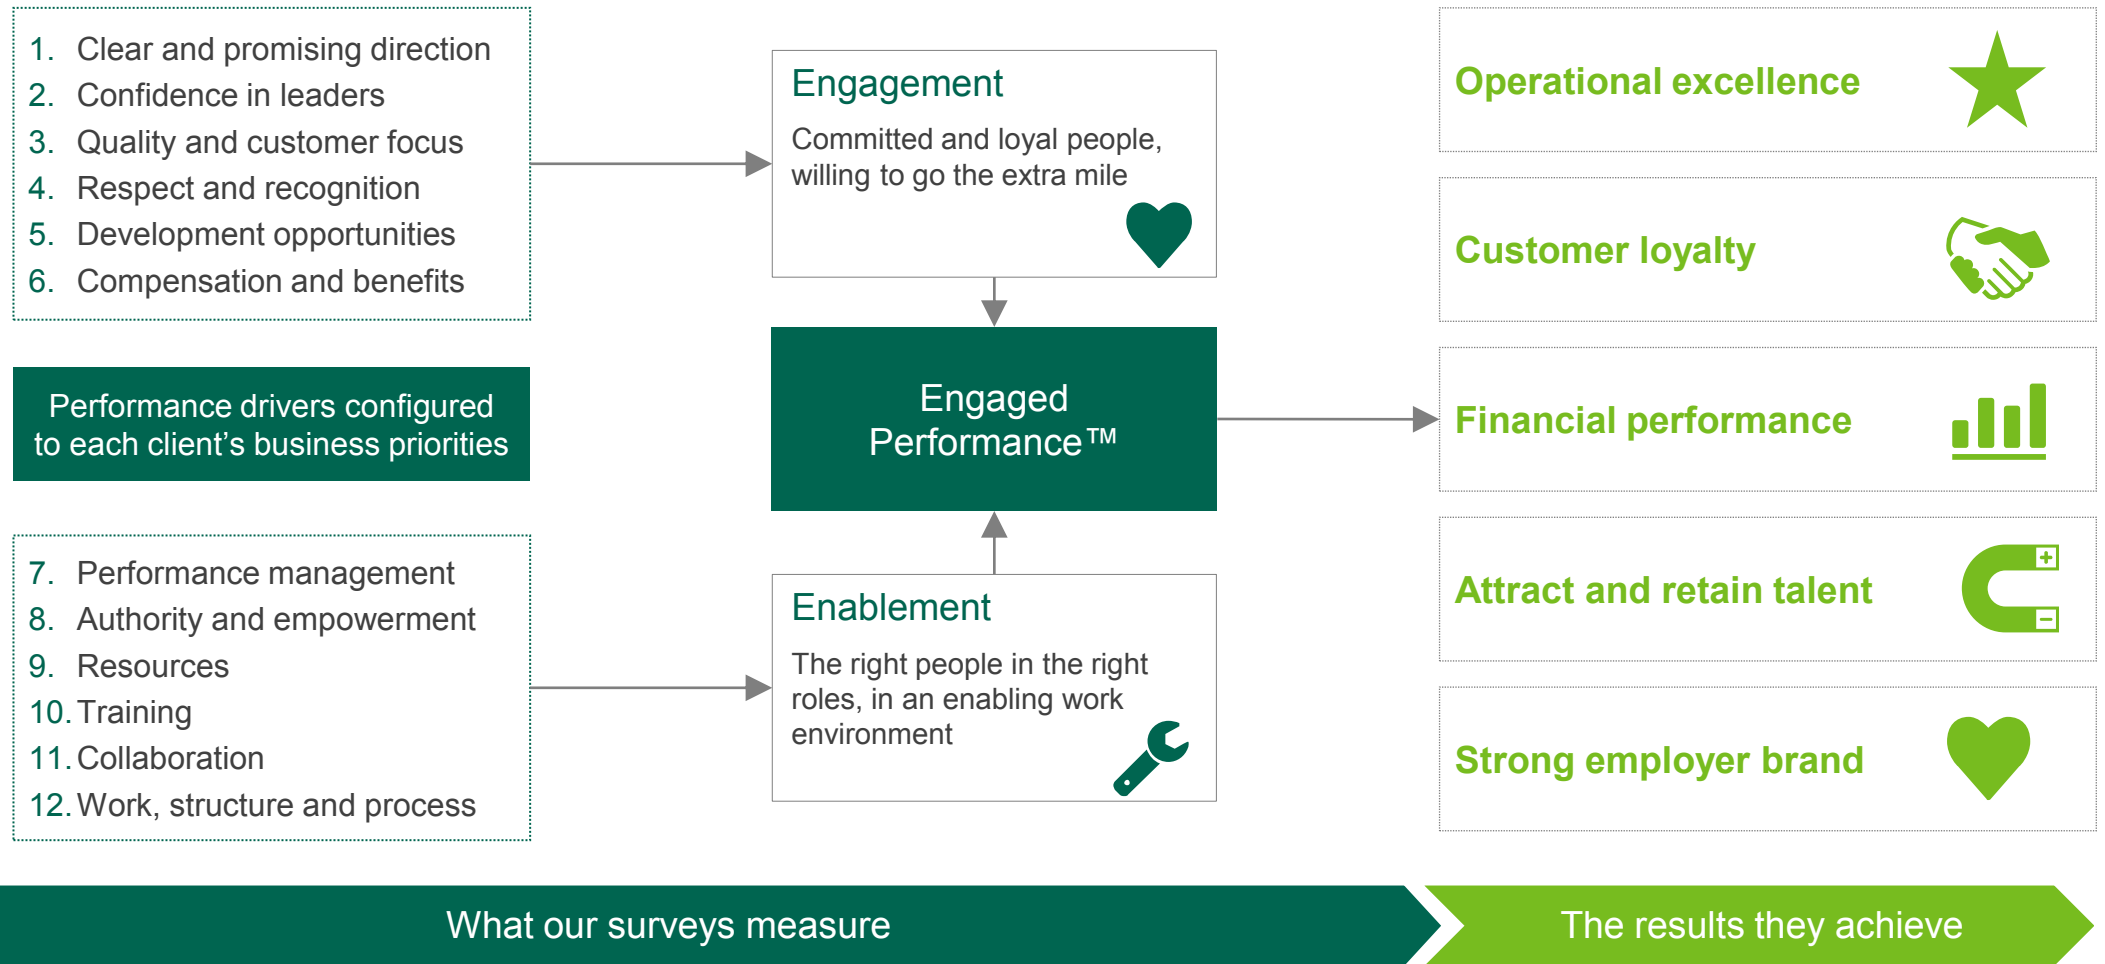 1. Clear and promising direction
2. Confidence in leaders
3. Quality and customer focus
4. Respect and recognition
5. Development opportunities
6. Compensation and benefits
Performance drivers configured
to each client’s business priorities
7. Performance management
8. Authority and empowerment
9. Resources
10. Training
11. Collaboration
12. Work, structure and process
Engagement
Committed and loyal people,
willing to go the extra mile
Engaged
Performance™
Enablement
The right people in the right
roles, in an enabling work
environment
Operational excellence
Customer loyalty
Financial performance
Attract and retain talent
+
−
Strong employer brand
What our surveys measure
The results they achieve